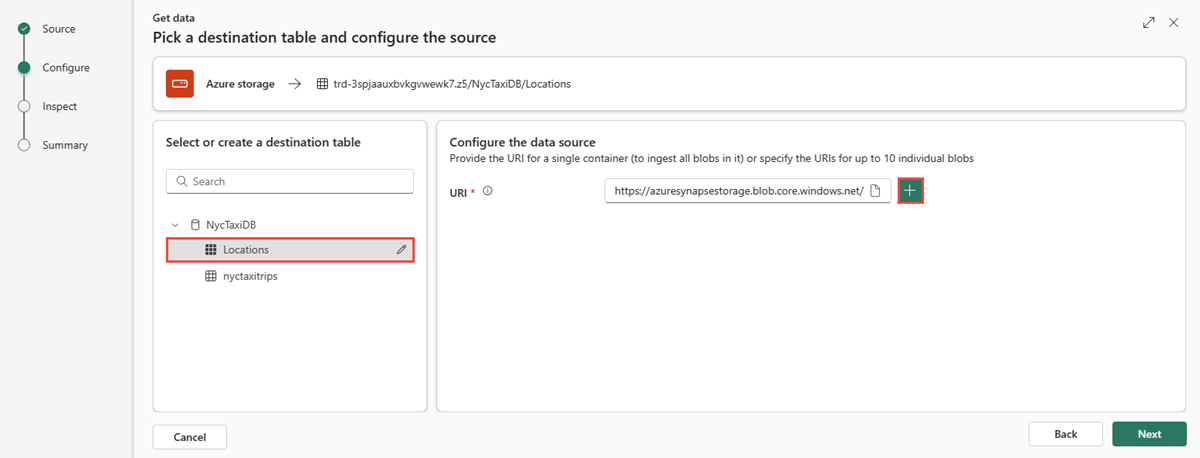 Source
Configure
Inspect
Summary
Get data
Pick a destination table and configure the source
Azure storage → trd-3spjaauxbvkgvwewk7.z5/NycTaxiDB/Locations
Select or create a destination table
Search
NycTaxiDB
Locations
nyctaxitrips
Configure the data source
Provide the URI for a single container (to ingest all blobs in it) or specify the URIs for up to 10 individual blobs
URI * https://azuresynapsestorage.blob.core.windows.net/
Cancel
Back
Next